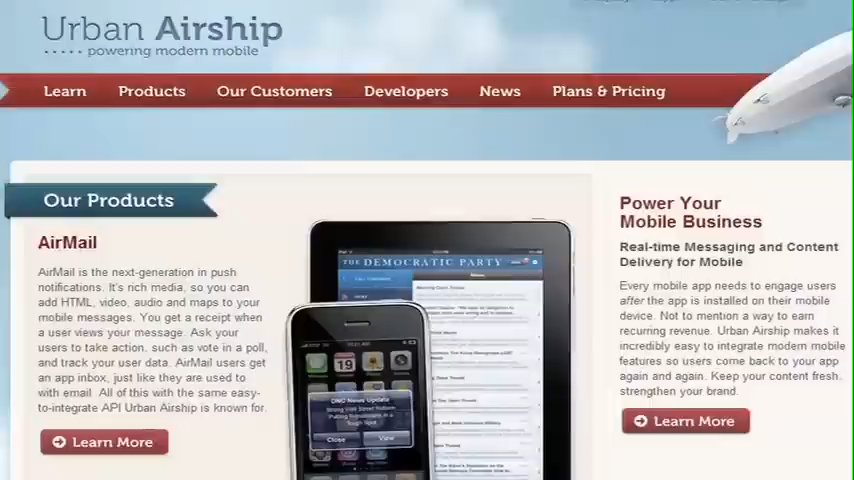 Urban Airship
powering modern mobile
Learn
Products
Our Customers
Developers
News
Plans & Pricing
Our Products
AirMail
AirMail is the next-generation in push
notifications. It's rich media, so you can
add HTML, video, audio and maps to your
mobile messages. You get a receipt when
a user views your message. Ask your
users to take action, such as vote in a poll,
and track your user data. AirMail users get
an app inbox, just like they are used to
with email. All of this with the same easy-
to-integrate API Urban Airship is known for.
Learn More
THE DEMOCRATIC PARTY
News
19
DNC News Update
Close
View
Power Your
Mobile Business
Real-time Messaging and Content
Delivery for Mobile
Every mobile app needs to engage users
after the app is installed on their mobile
device. Not to mention a way to earn
recurring revenue. Urban Airship makes it
incredibly easy to integrate modern mobile
features so users come back to your app
again and again. Keep your content fresh,
strengthen your brand.
Learn More